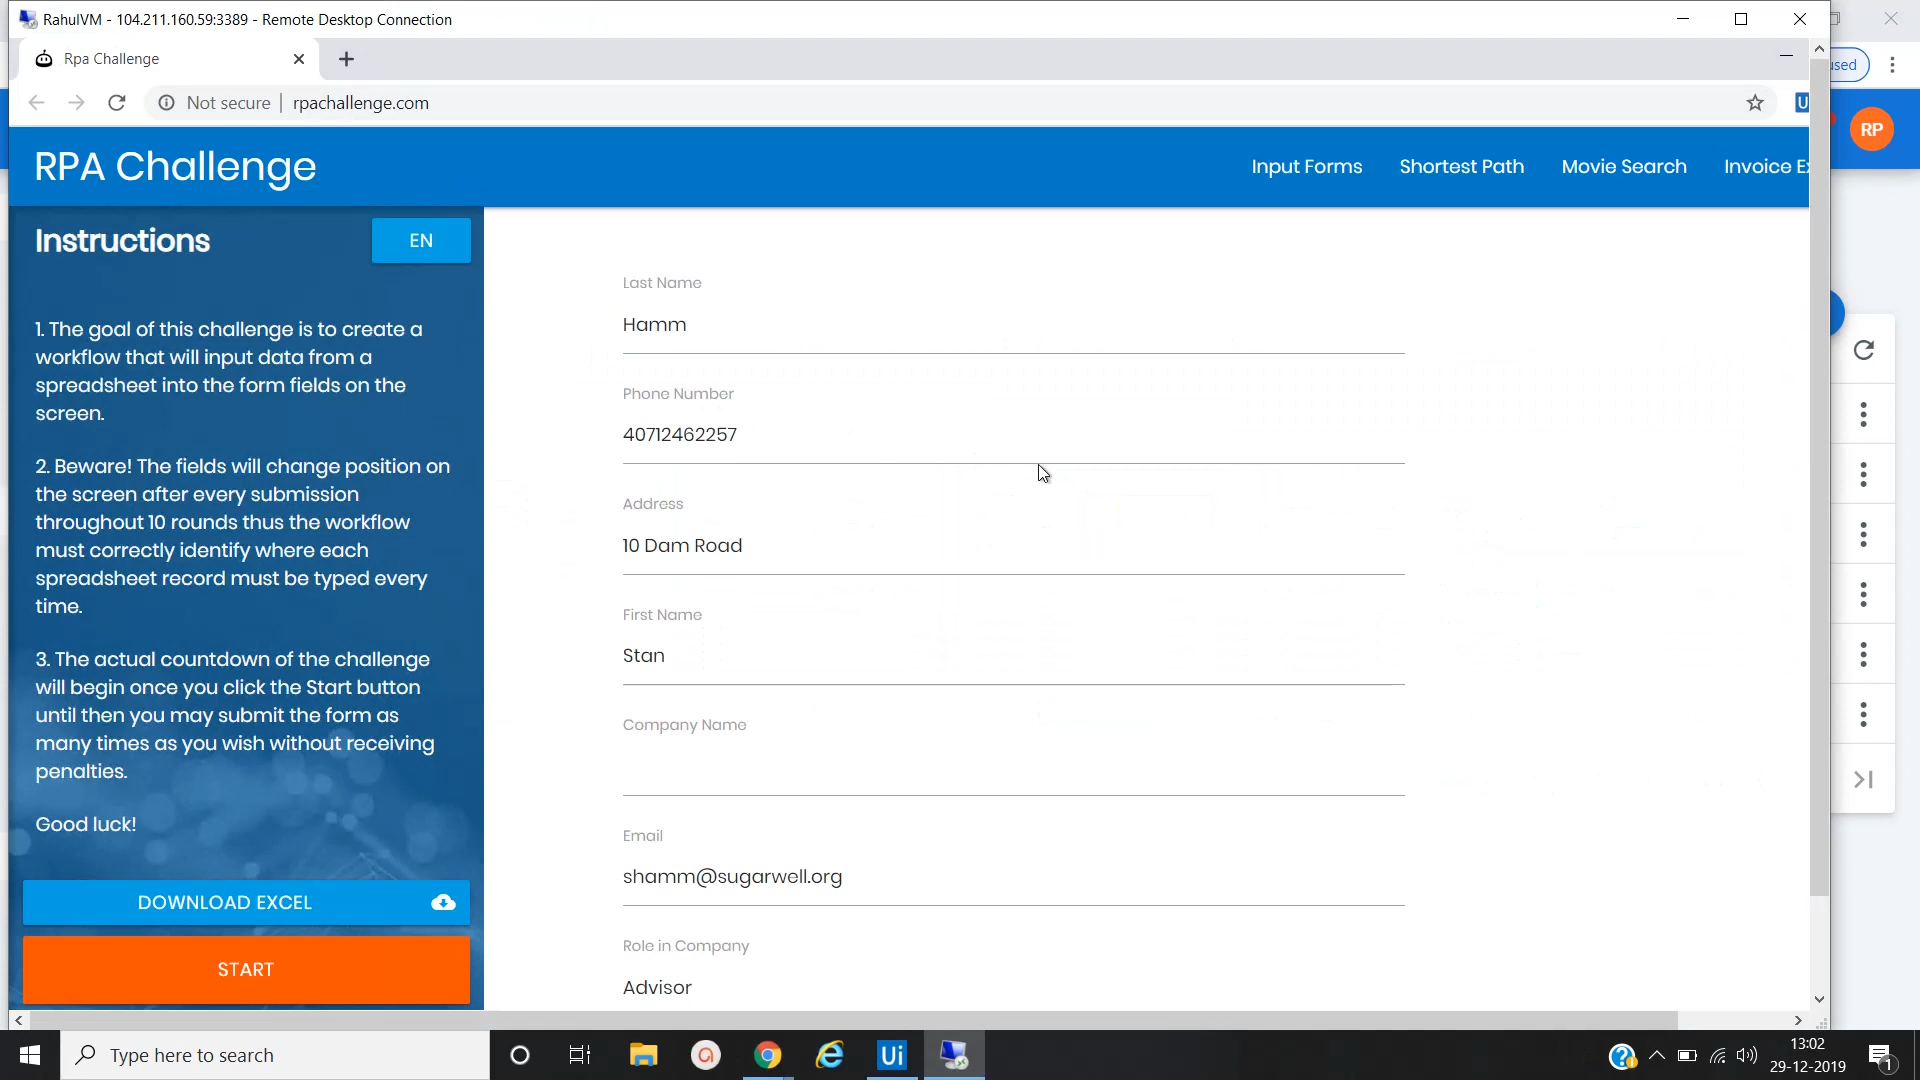 RahulVM - 104.211.160.59:3389 - Remote Desktop Connection
Rpa Challenge
Not secure | rpachallenge.com
U
RP
RPA Challenge
Input Forms
Shortest Path
Movie Search
Invoice
Instructions
EN
1. The goal of this challenge is to create a
workflow that will input data from a
spreadsheet into the form fields on the
screen.
2. Beware! The fields will change position on
the screen after every submission
throughout 10 rounds thus the workflow
must correctly identify where each
spreadsheet record must be typed every
time.
3. The actual countdown of the challenge
will begin once you click the Start button
until then you may submit the form as
many times as you wish without receiving
penalties.
Good luck!
DOWNLOAD EXCEL
START
Last Name
Hamm
Phone Number
40712462257
Address
10 Dam Road
First Name
Stan
Company Name
Email
shamm@sugarwell.org
Role in Company
Advisor
Type here to search
Ui
13:02
29-12-2019
1